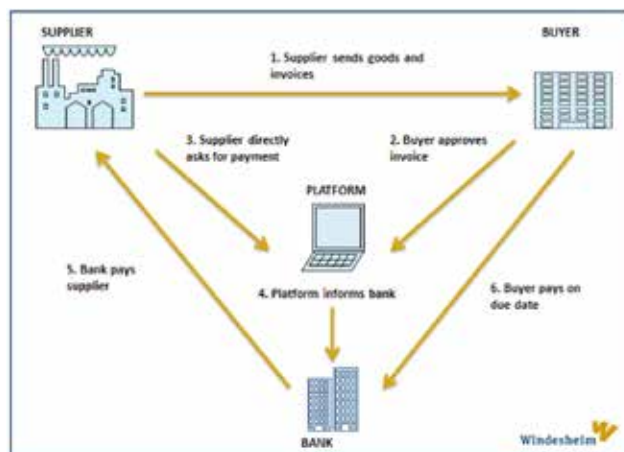 SUPPLIER
BUYER
1. Supplier sends goods and
invoices
3. Supplier directly
asks for payment
2. Buyer approves
invoice
PLATFORM
5. Bank pays
supplier
4. Platform informs bank
6. Buyer pays on
due date
BANK
Windesheim